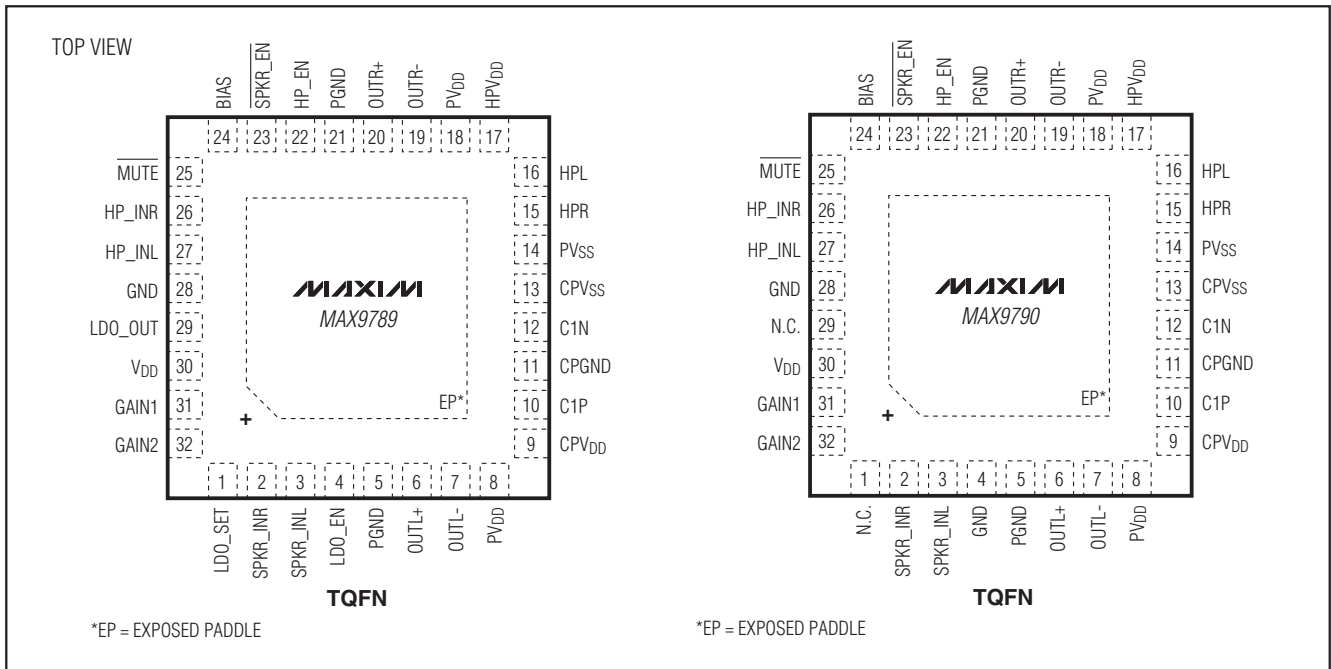 TOP VIEW
BIAS
SPKR_EN
HP_EN
PGND
OUTR+
OUTR-
PVDD
HPVDD
24 23 22 21 20 19 18 17
MUTE 25
HP_INR 26
HP_INL 27
GND 28
LDO_OUT 29
VDD 30
GAIN1 31
GAIN2 32
16 HPL
15 HPR
14 PVSS
13 CPVSS
12 C1N
11 CPGND
10 C1P
9 CPVDD
MAXIM
MAX9789
EP*
+
1 2 3 4 5 6 7 8
LDO_SET
SPKR_INR
SPKR_INL
LDO_EN
PGND
OUTL+
OUTL-
PVDD
TQFN
*EP = EXPOSED PADDLE
BIAS
SPKR_EN
HP_EN
PGND
OUTR+
OUTR-
PVDD
HPVDD
24 23 22 21 20 19 18 17
MUTE 25
HP_INR 26
HP_INL 27
GND 28
N.C. 29
VDD 30
GAIN1 31
GAIN2 32
16 HPL
15 HPR
14 PVSS
13 CPVSS
12 C1N
11 CPGND
10 C1P
9 CPVDD
MAXIM
MAX9790
EP*
+
1 2 3 4 5 6 7 8
N.C.
SPKR_INR
SPKR_INL
GND
PGND
OUTL+
OUTL-
PVDD
TQFN
*EP = EXPOSED PADDLE